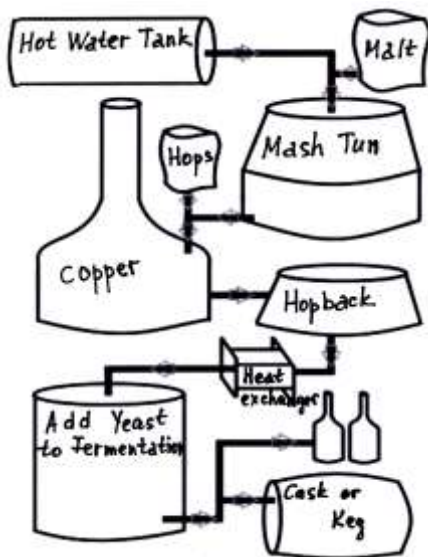 Hot Water Tank
Malt
Mash Tun
Hops
Copper
Hopback
Heat
exchanger
Add Yeast
to Fermentation
Cask or
Keg